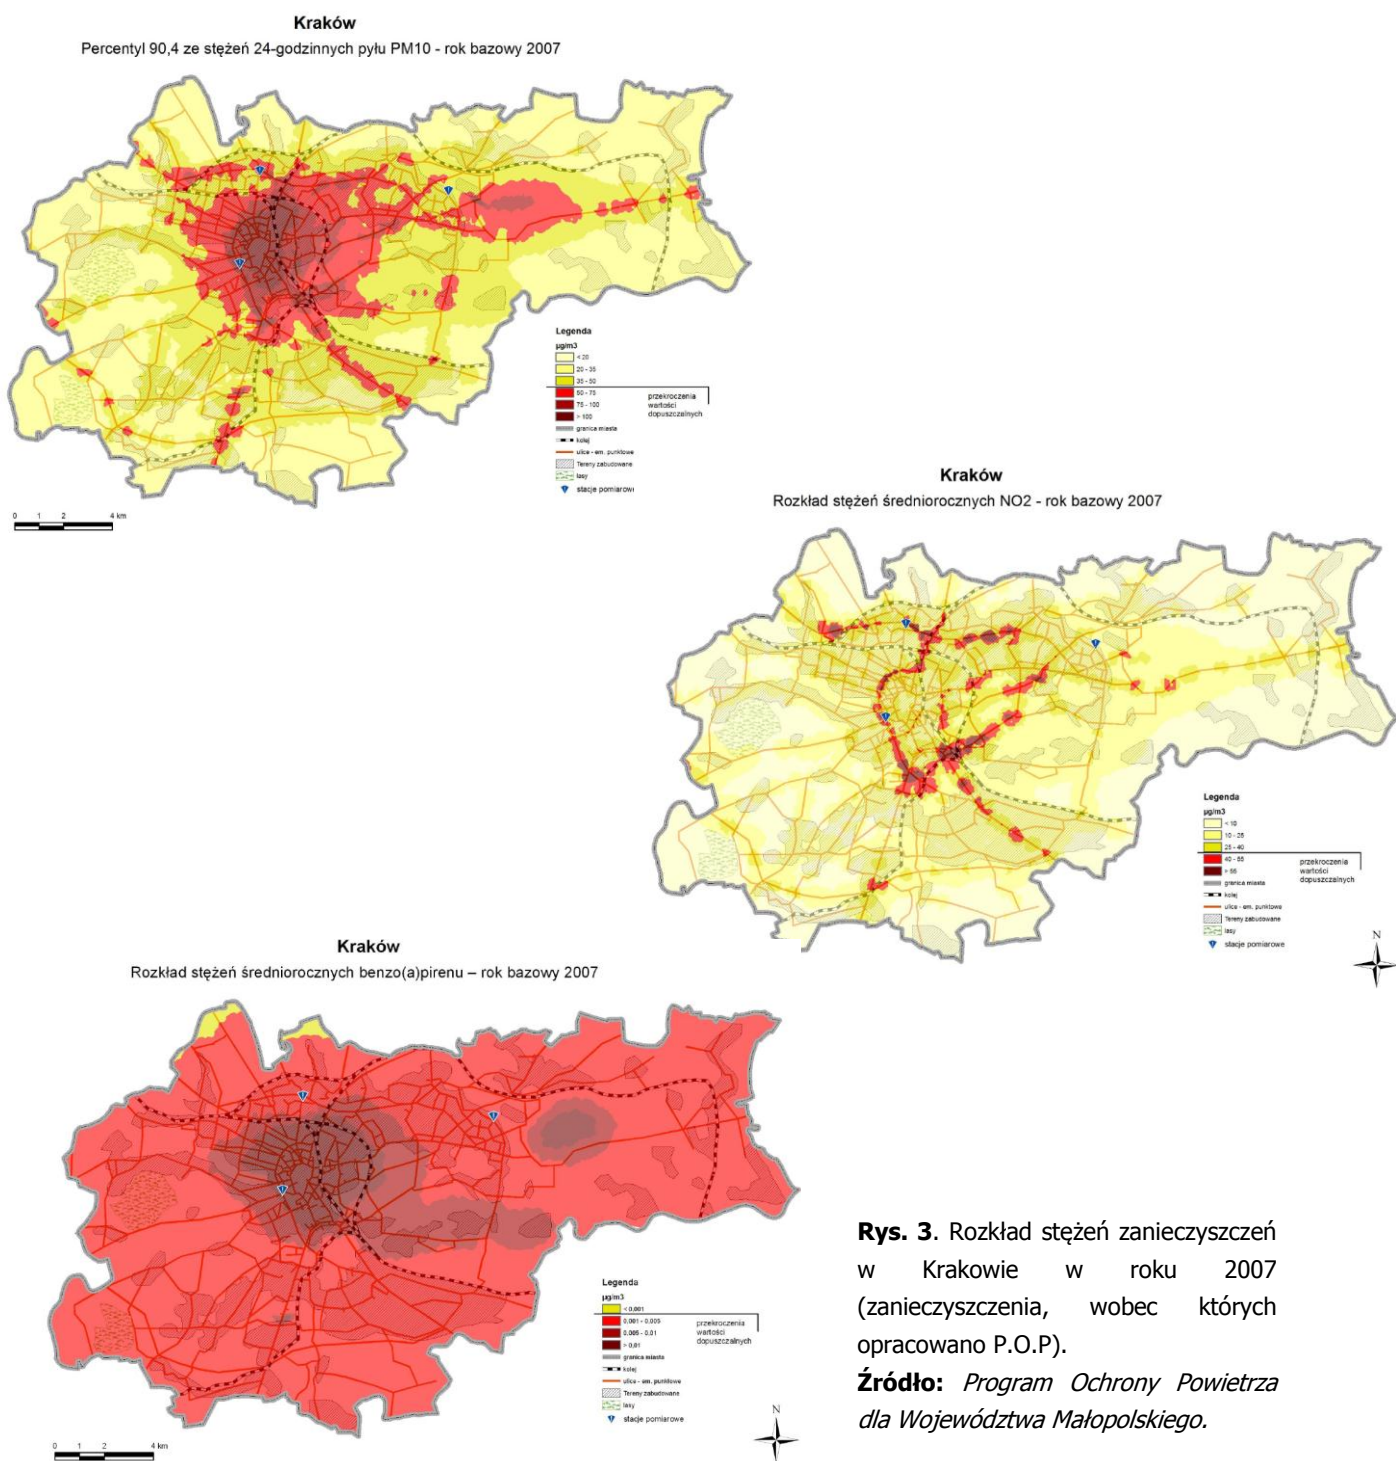 Kraków
Percentyl 90,4 ze stężeń 24-godzinnych pyłu PM10 - rok bazowy 2007
Legenda
µg/m3
< 20
20 - 35
35 - 50
50 - 75
75 - 100
> 100
przekroczenia
wartości
dopuszczalnych
granica miasta
kolej
ulice - em. punktowe
Tereny zabudowane
lasy
stacje pomiarowe
0 1 2 4 km
Kraków
Rozkład stężeń średniorocznych NO2 - rok bazowy 2007
Legenda
µg/m3
< 10
10 - 25
25 - 40
40 - 55
> 55
przekroczenia
wartości
dopuszczalnych
granica miasta
kolej
ulice - em. punktowe
Tereny zabudowane
lasy
stacje pomiarowe
N
Kraków
Rozkład stężeń średniorocznych benzo(a)pirenu – rok bazowy 2007
Legenda
µg/m3
< 0,001
0.001 - 0.005
0.005 - 0.01
> 0,01
przekroczenia
wartości
dopuszczalnych
granica miasta
kolej
ulice - em. punktowe
Tereny zabudowane
lasy
stacje pomiarowe
N
0 1 2 4 km
Rys. 3. Rozkład stężeń zanieczyszczeń
w Krakowie w roku 2007
(zanieczyszczenia, wobec których
opracowano P.O.P).
Źródło: Program Ochrony Powietrza
dla Województwa Małopolskiego.